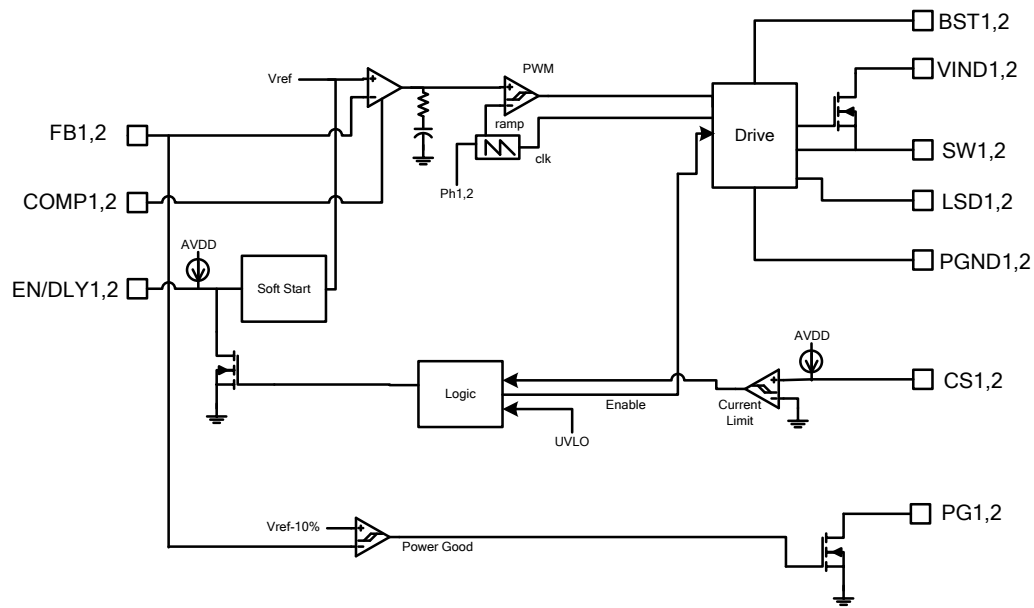 BST1,2
PWM
Vref
VIND1,2
FB1,2
ramp
Drive
clk
SW1,2
Ph1,2
COMP1,2
LSD1,2
AVDD
EN/DLY1,2
Soft Start
PGND1,2
AVDD
Logic
Enable
Current
Limit
CS1,2
UVLO
Vref-10%
Power Good
PG1,2